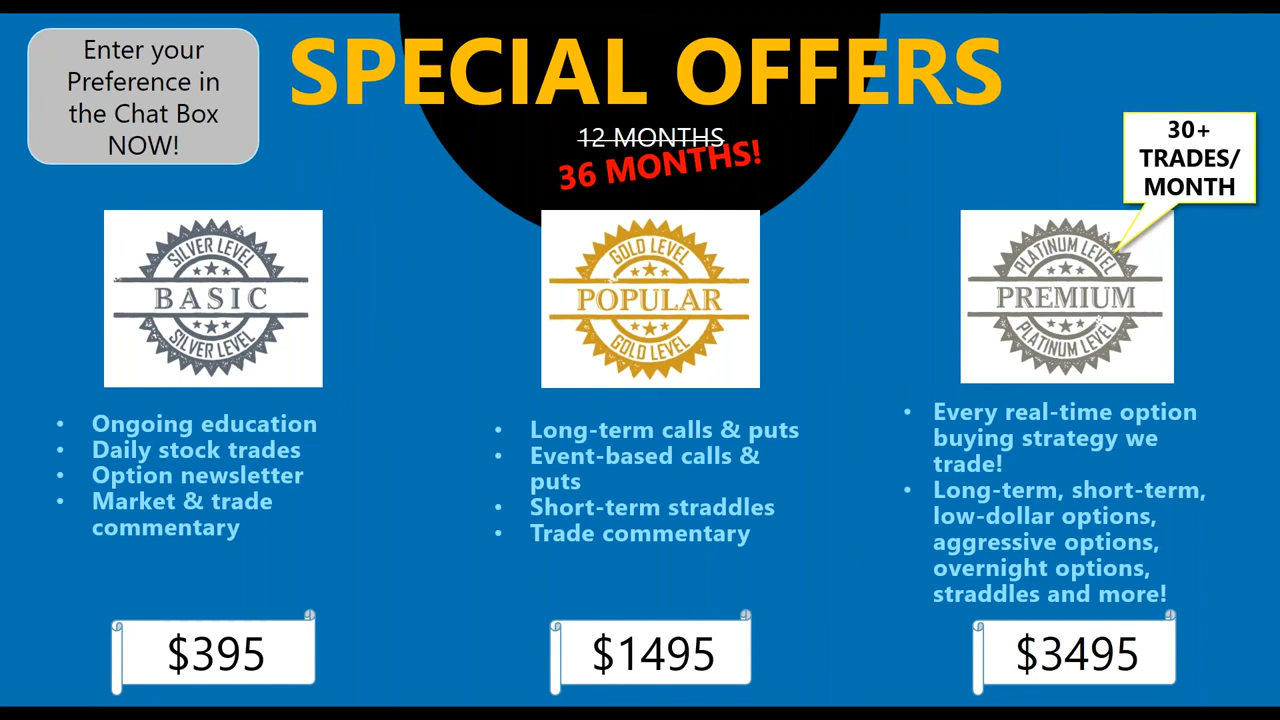 Enter your
Preference in
the Chat Box
NOW!
SPECIAL OFFERS
12 MONTHS
36 MONTHS!
30+
TRADES/
MONTH
SILVER LEVEL
BASIC
SILVER LEVEL
GOLD LEVEL
POPULAR
GOLD LEVEL
PLATINUM LEVEL
PREMIUM
PLATINUM LEVEL
• Ongoing education
• Daily stock trades
• Option newsletter
• Market & trade
commentary
• Long-term calls & puts
• Event-based calls &
puts
• Short-term straddles
• Trade commentary
• Every real-time option
buying strategy we
trade!
• Long-term, short-term,
low-dollar options,
aggressive options,
overnight options,
straddles and more!
$395
$1495
$3495